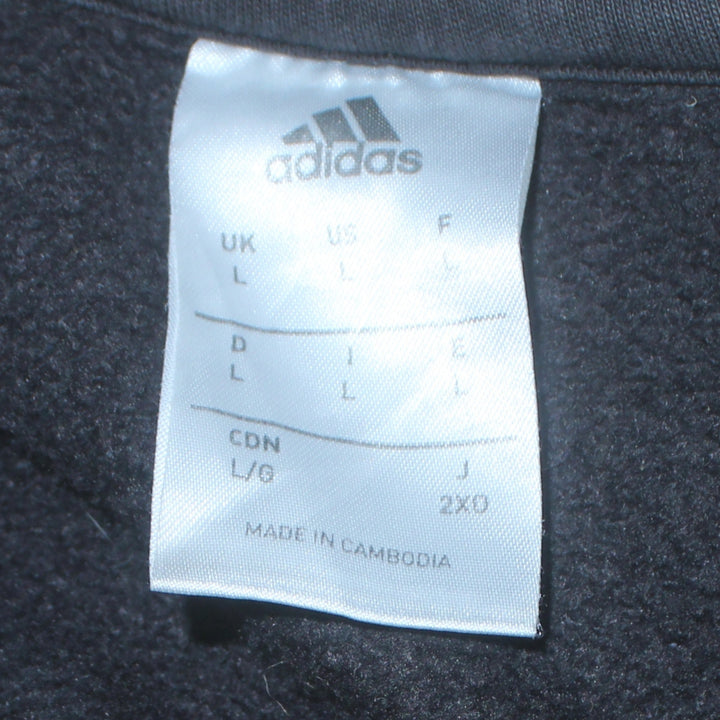 adidas
UK US F
L L L
D I E
L L L
CDN J
L/G 2XO
MADE IN CAMBODIA